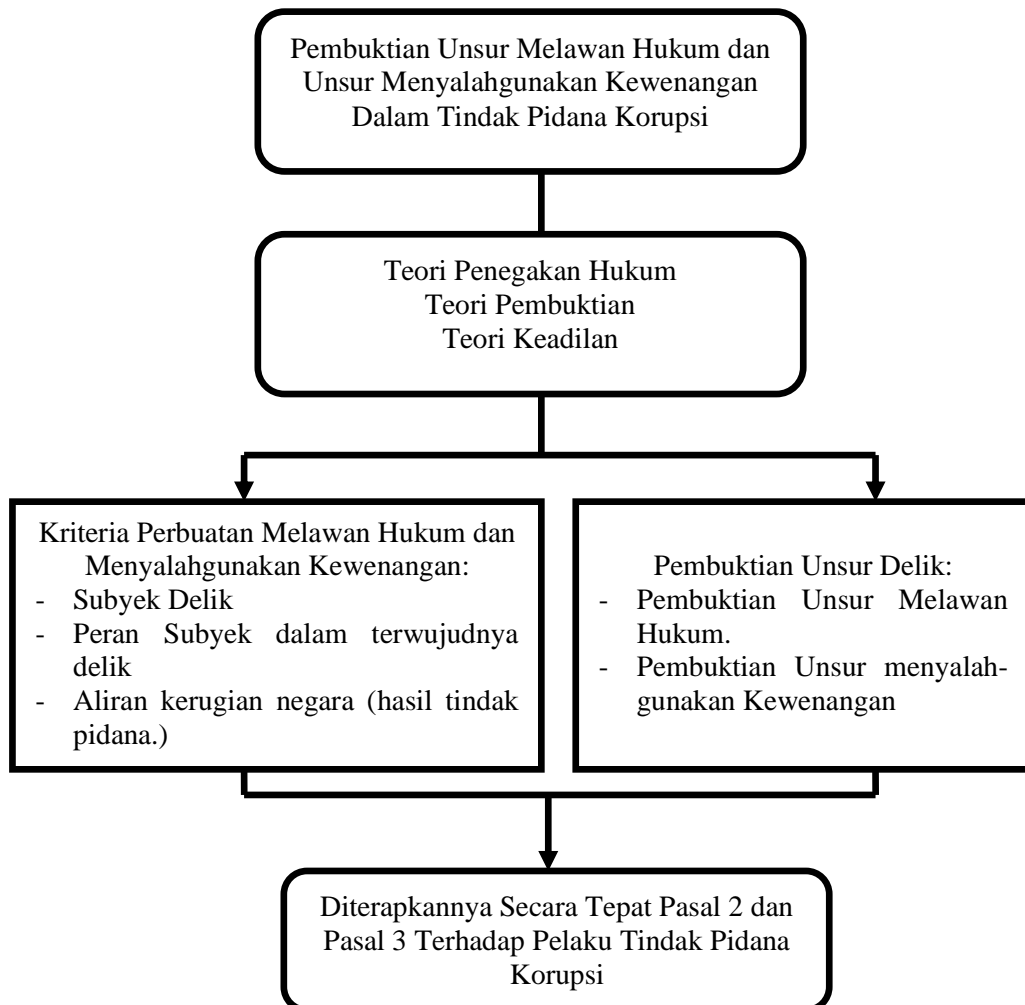 Pembuktian Unsur Melawan Hukum dan
Unsur Menyalahgunakan Kewenangan
Dalam Tindak Pidana Korupsi
Teori Penegakan Hukum
Teori Pembuktian
Teori Keadilan
Kriteria Perbuatan Melawan Hukum dan
Menyalahgunakan Kewenangan:
- Subyek Delik
- Peran Subyek dalam terwujudnya
delik
- Aliran kerugian negara (hasil tindak
pidana.)
Pembuktian Unsur Delik:
- Pembuktian Unsur Melawan
Hukum.
- Pembuktian Unsur menyalah-
gunakan Kewenangan
Diterapkannya Secara Tepat Pasal 2 dan
Pasal 3 Terhadap Pelaku Tindak Pidana
Korupsi